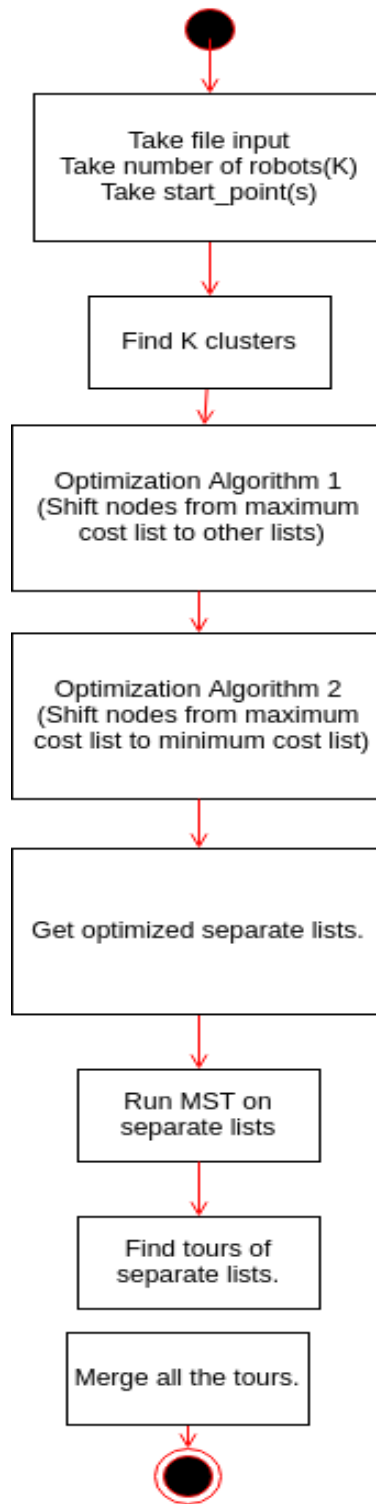 Take file input
Take number of robots(K)
Take start_point(s)
Find K clusters
Optimization Algorithm 1
(Shift nodes from maximum
cost list to other lists)
Optimization Algorithm 2
(Shift nodes from maximum
cost list to minimum cost list)
Get optimized separate lists.
Run MST on
separate lists
Find tours of
separate lists.
Merge all the tours.